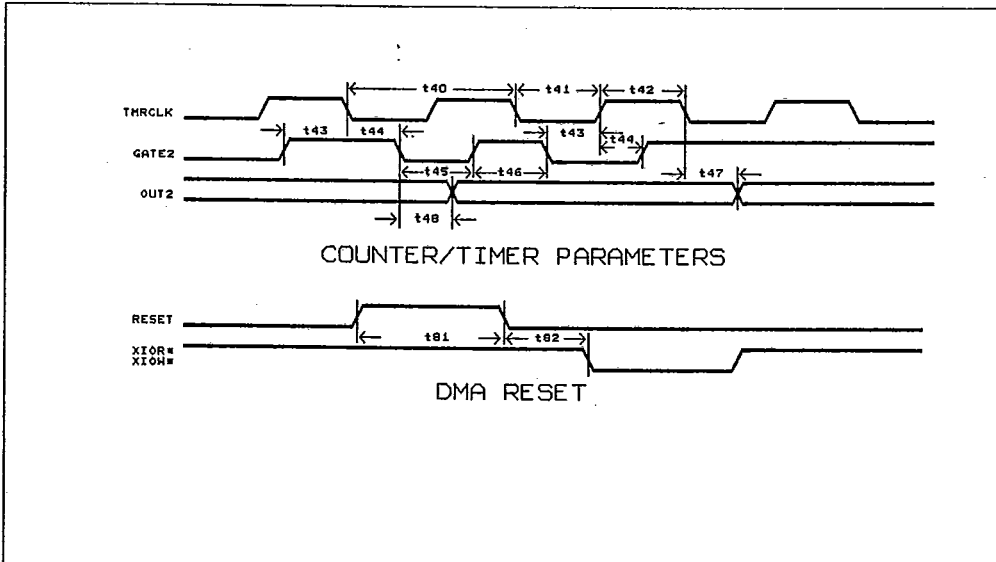 t40 t41 t42
TMRCLK
t43 t44 t43 t44
GATE2
t45 t46 t47
OUT2
t48
COUNTER/TIMER PARAMETERS
RESET
t81 t82
XIOR#
XIOW#
DMA RESET